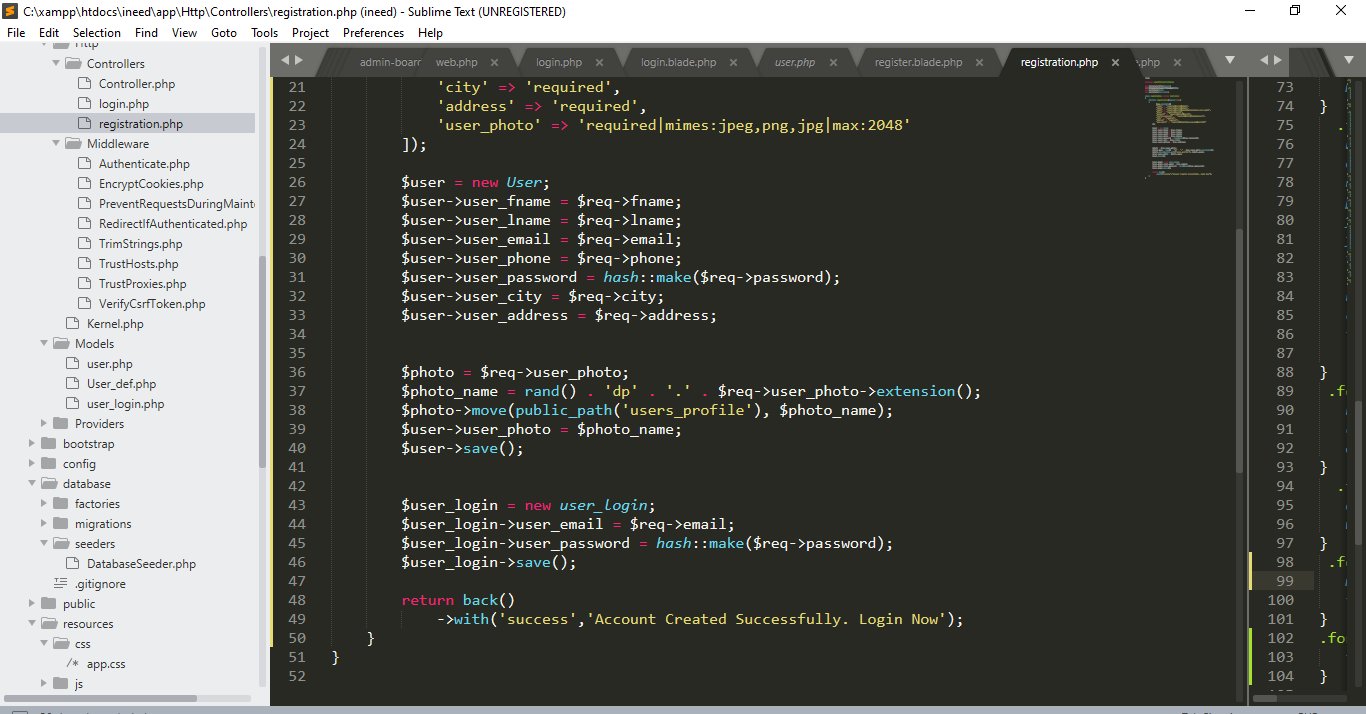 C:\xampp\htdocs\ineed\app\Http\Controllers\registration.php (ineed) - Sublime Text (UNREGISTERED)
File Edit Selection Find View Goto Tools Project Preferences Help
Http
Controllers
Controller.php
login.php
registration.php
Middleware
Authenticate.php
EncryptCookies.php
PreventRequestsDuringMaint
RedirectIfAuthenticated.php
TrimStrings.php
TrustHosts.php
TrustProxies.php
VerifyCsrfToken.php
Kernel.php
Models
user.php
User_def.php
user_login.php
Providers
bootstrap
config
database
factories
migrations
seeders
DatabaseSeeder.php
.gitignore
public
resources
css
/* app.css
js
admin-boar web.php login.php login.blade.php user.php register.blade.php registration.php .php
21 'city' => 'required',
22 'address' => 'required',
23 'user_photo' => 'required|mimes:jpeg,png,jpg|max:2048'
24 ]);
25
26 $user = new User;
27 $user->user_fname = $req->fname;
28 $user->user_lname = $req->lname;
29 $user->user_email = $req->email;
30 $user->user_phone = $req->phone;
31 $user->user_password = hash::make($req->password);
32 $user->user_city = $req->city;
33 $user->user_address = $req->address;
34
35
36 $photo = $req->user_photo;
37 $photo_name = rand() . 'dp' . '.' . $req->user_photo->extension();
38 $photo->move(public_path('users_profile'), $photo_name);
39 $user->user_photo = $photo_name;
40 $user->save();
41
42
43 $user_login = new user_login;
44 $user_login->user_email = $req->email;
45 $user_login->user_password = hash::make($req->password);
46 $user_login->save();
47
48 return back()
49 ->with('success','Account Created Successfully. Login Now');
50 }
51 }
52
73
74 }
75 .
76
77
78
79
80
81
82
83
84
85
86
87
88 }
89 .f
90
91
92
93 }
94 .
95
96
97 }
98 .f
99
100
101 }
102 .fo
103
104 }